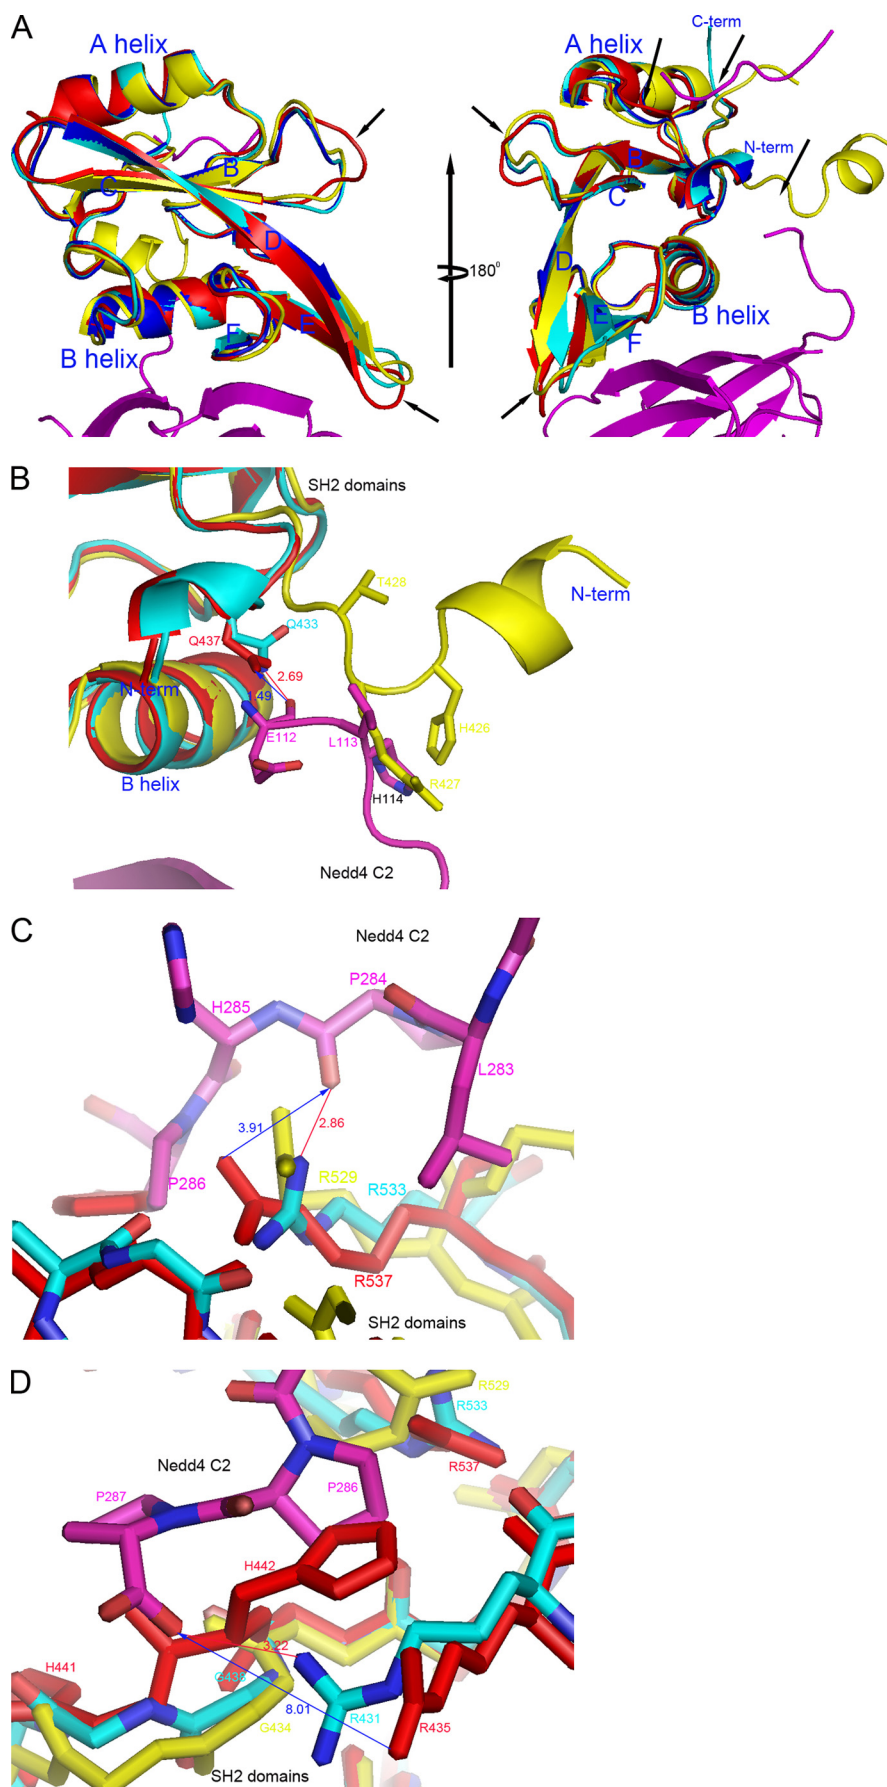 A
A helix
B
C
D
E
F
B helix
180⁰
A helix
C-term
N-term
B
C
D
E
F
B helix
B
SH2 domains
T428
N-term
Q433
Q437
2.69
N-term
E112
L113
H426
R427
H114
B helix
Nedd4 C2
C
Nedd4 C2
P284
H285
L283
3.91
2.86
P286
R529
R533
R537
SH2 domains
D
R529
R533
Nedd4 C2
R537
P287
P286
H442
3.22
H441
G438
8.01
R431
G434
R435
SH2 domains